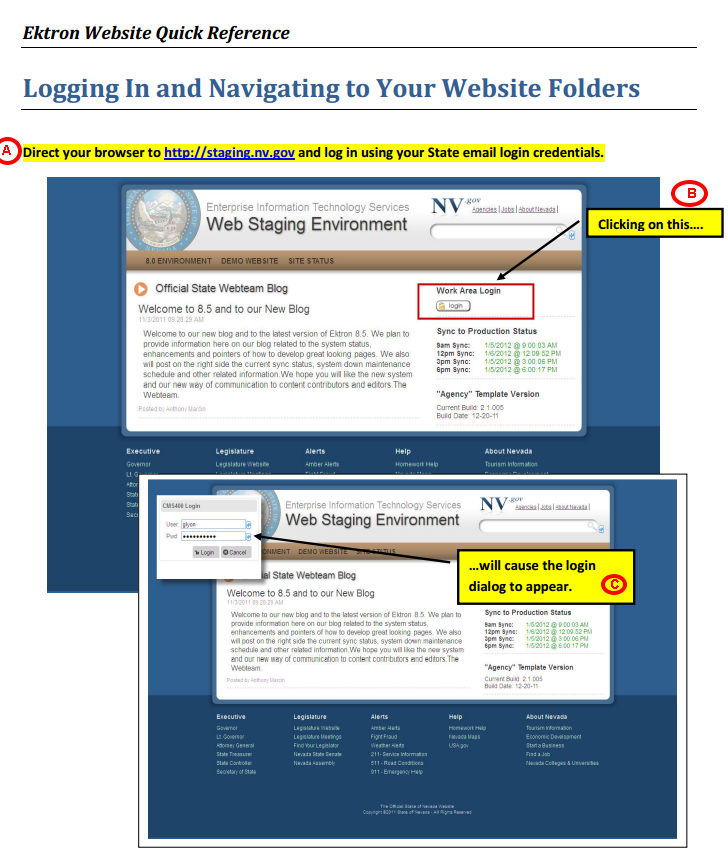 Ektron Website Quick Reference
Logging In and Navigating to Your Website Folders
A
Direct your browser to http://staging.nv.gov and log in using your State email login credentials.
B
Clicking on this....
Enterprise Information Technology Services
Web Staging Environment
NV.gov
Agencies | Jobs | About Nevada |
8.0 ENVIRONMENT DEMO WEBSITE SITE STATUS
Official State Webteam Blog
Welcome to 8.5 and to our New Blog
11/3/2011 09:28:29 AM
Welcome to our new blog and to the latest version of Ektron 8.5. We plan to
provide information here on our blog related to the system status,
enhancements and pointers of how to develop great looking pages. We also
will post on the right side the current sync status, system down maintenance
schedule and other related information.We hope you will like the new system
and our new way of communication to content contributors and editors.The
Webteam.
Posted by Anthony Marcin
Work Area Login
login
Sync to Production Status
9am Sync: 1/5/2012 @ 9:00:03 AM
12pm Sync: 1/6/2012 @ 12:09:52 PM
3pm Sync: 1/5/2012 @ 3:00:06 PM
6pm Sync: 1/5/2012 @ 6:00:17 PM
"Agency" Template Version
Current Build: 2.1.005
Build Date: 12-20-11
Executive Legislature Alerts Help About Nevada
Governor Legislature Website Amber Alerts Homework Help Tourism Information
CMS400 Login
User: glyon
Pwd:
Login Cancel
Enterprise Information Technology Services
Web Staging Environment
NV.gov
Agencies | Jobs | About Nevada |
DEMO WEBSITE SITE STATUS
...will cause the login
dialog to appear.
C
State Webteam Blog
Welcome to 8.5 and to our New Blog
11/3/2011 09:28:29 AM
Welcome to our new blog and to the latest version of Ektron 8.5. We plan to
provide information here on our blog related to the system status,
enhancements and pointers of how to develop great looking pages. We also
will post on the right side the current sync status, system down maintenance
schedule and other related information.We hope you will like the new system
and our new way of communication to content contributors and editors.The
Webteam.
Posted by Anthony Marcin
Sync to Production Status
9am Sync: 1/5/2012 @ 9:00:03 AM
12pm Sync: 1/6/2012 @ 12:09:52 PM
3pm Sync: 1/5/2012 @ 3:00:06 PM
6pm Sync: 1/5/2012 @ 6:00:17 PM
"Agency" Template Version
Current Build: 2.1.005
Build Date: 12-20-11
Executive Legislature Alerts Help About Nevada
Governor Legislature Website Amber Alerts Homework Help Tourism Information
Lt. Governor Legislature Meetings Fight Fraud Nevada Maps Economic Development
Attorney General Find Your Legislator Weather Alerts USA.gov Start a Business
State Treasurer Nevada State Senate 211- Service Information Find a Job
State Controller Nevada Assembly 511 - Road Conditions Nevada Colleges & Universities
Secretary of State 911 - Emergency Help
The Official State of Nevada Website
Copyright ©2011 State of Nevada - All Rights Reserved